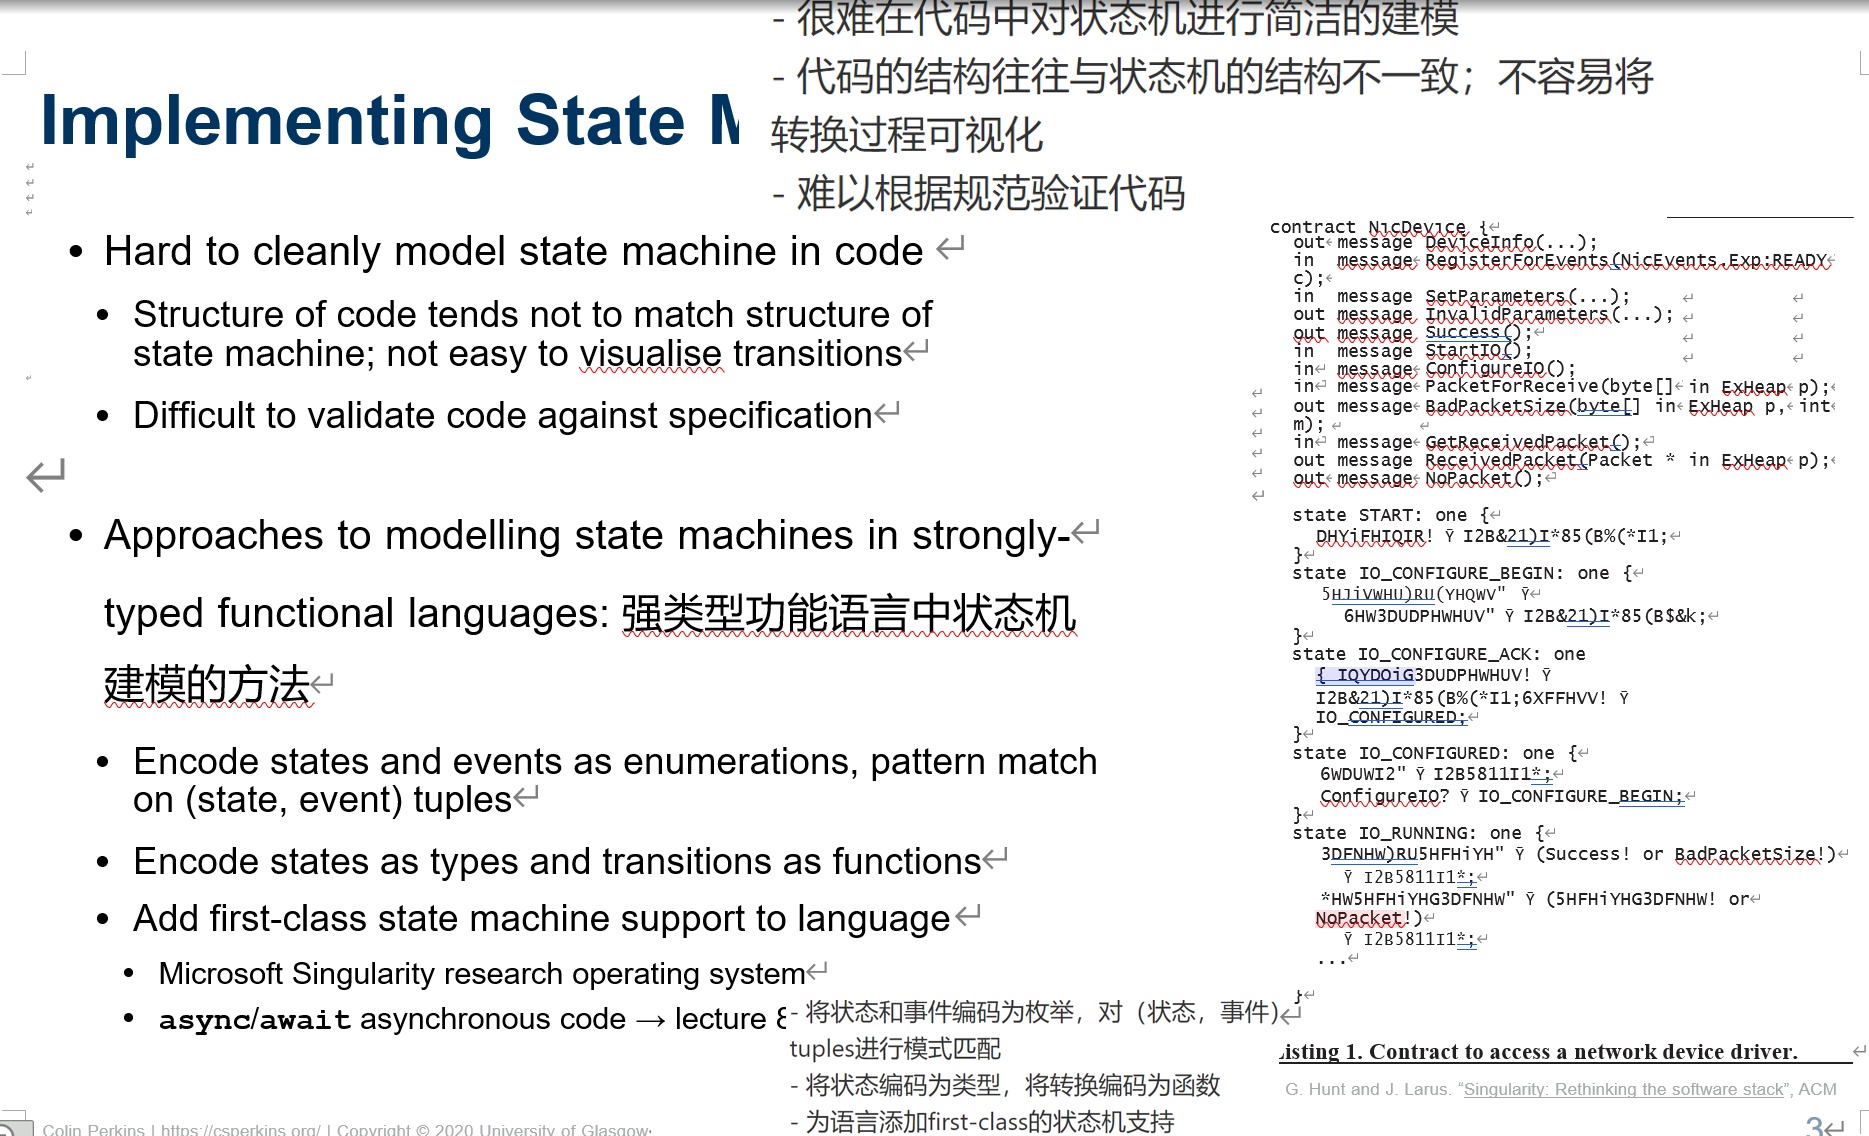 - 很难在代码中对状态机进行简洁的建模
- 代码的结构往往与状态机的结构不一致；不容易将
转换过程可视化
- 难以根据规范验证代码
Implementing State M
• Hard to cleanly model state machine in code
• Structure of code tends not to match structure of
state machine; not easy to visualise transitions
• Difficult to validate code against specification
• Approaches to modelling state machines in strongly-
typed functional languages: 强类型功能语言中状态机
建模的方法
• Encode states and events as enumerations, pattern match
on (state, event) tuples
• Encode states as types and transitions as functions
• Add first-class state machine support to language
• Microsoft Singularity research operating system
• async/await asynchronous code → lecture 8
- 将状态和事件编码为枚举，对（状态，事件）
tuples进行模式匹配
- 将状态编码为类型，将转换编码为函数
- 为语言添加first-class的状态机支持
contract NicDevice {
out message DeviceInfo(...);
in message RegisterForEvents(NicEvents.Exp:READY
c);
in message SetParameters(...);
out message InvalidParameters(...);
out message Success();
in message StartIO();
in message ConfigureIO();
in message PacketForReceive(byte[] in ExHeap p);
out message BadPacketSize(byte[] in ExHeap p, int
m);
in message GetReceivedPacket();
out message ReceivedPacket(Packet * in ExHeap p);
out message NoPacket();
state START: one {
DHYiFHIQIR! Ÿ I2B&21)I*85(B%(*I1;
}
state IO_CONFIGURE_BEGIN: one {
5HJiVWHU)RU(YHQWV" Ÿ
6HW3DUDPHWHUV" Ÿ I2B&21)I*85(B$&k;
}
state IO_CONFIGURE_ACK: one
{ IQYDOiG3DUDPHWHUV! Ÿ
I2B&21)I*85(B%(*I1;6XFFHVV! Ÿ
IO_CONFIGURED;
}
state IO_CONFIGURED: one {
6WDUWI2" Ÿ I2B5811I1*;
ConfigureIO? Ÿ IO_CONFIGURE_BEGIN;
}
state IO_RUNNING: one {
3DFNHW)RU5HFHiYH" Ÿ (Success! or BadPacketSize!)
Ÿ I2B5811I1*;
*HW5HFHiYHG3DFNHW" Ÿ (5HFHiYHG3DFNHW! or
NoPacket!)
Ÿ I2B5811I1*;
...
}
isting 1. Contract to access a network device driver.
G. Hunt and J. Larus. “Singularity: Rethinking the software stack”, ACM
Colin Perkins | https://csperkins.org/ | Copyright © 2020 University of Glasgow
3